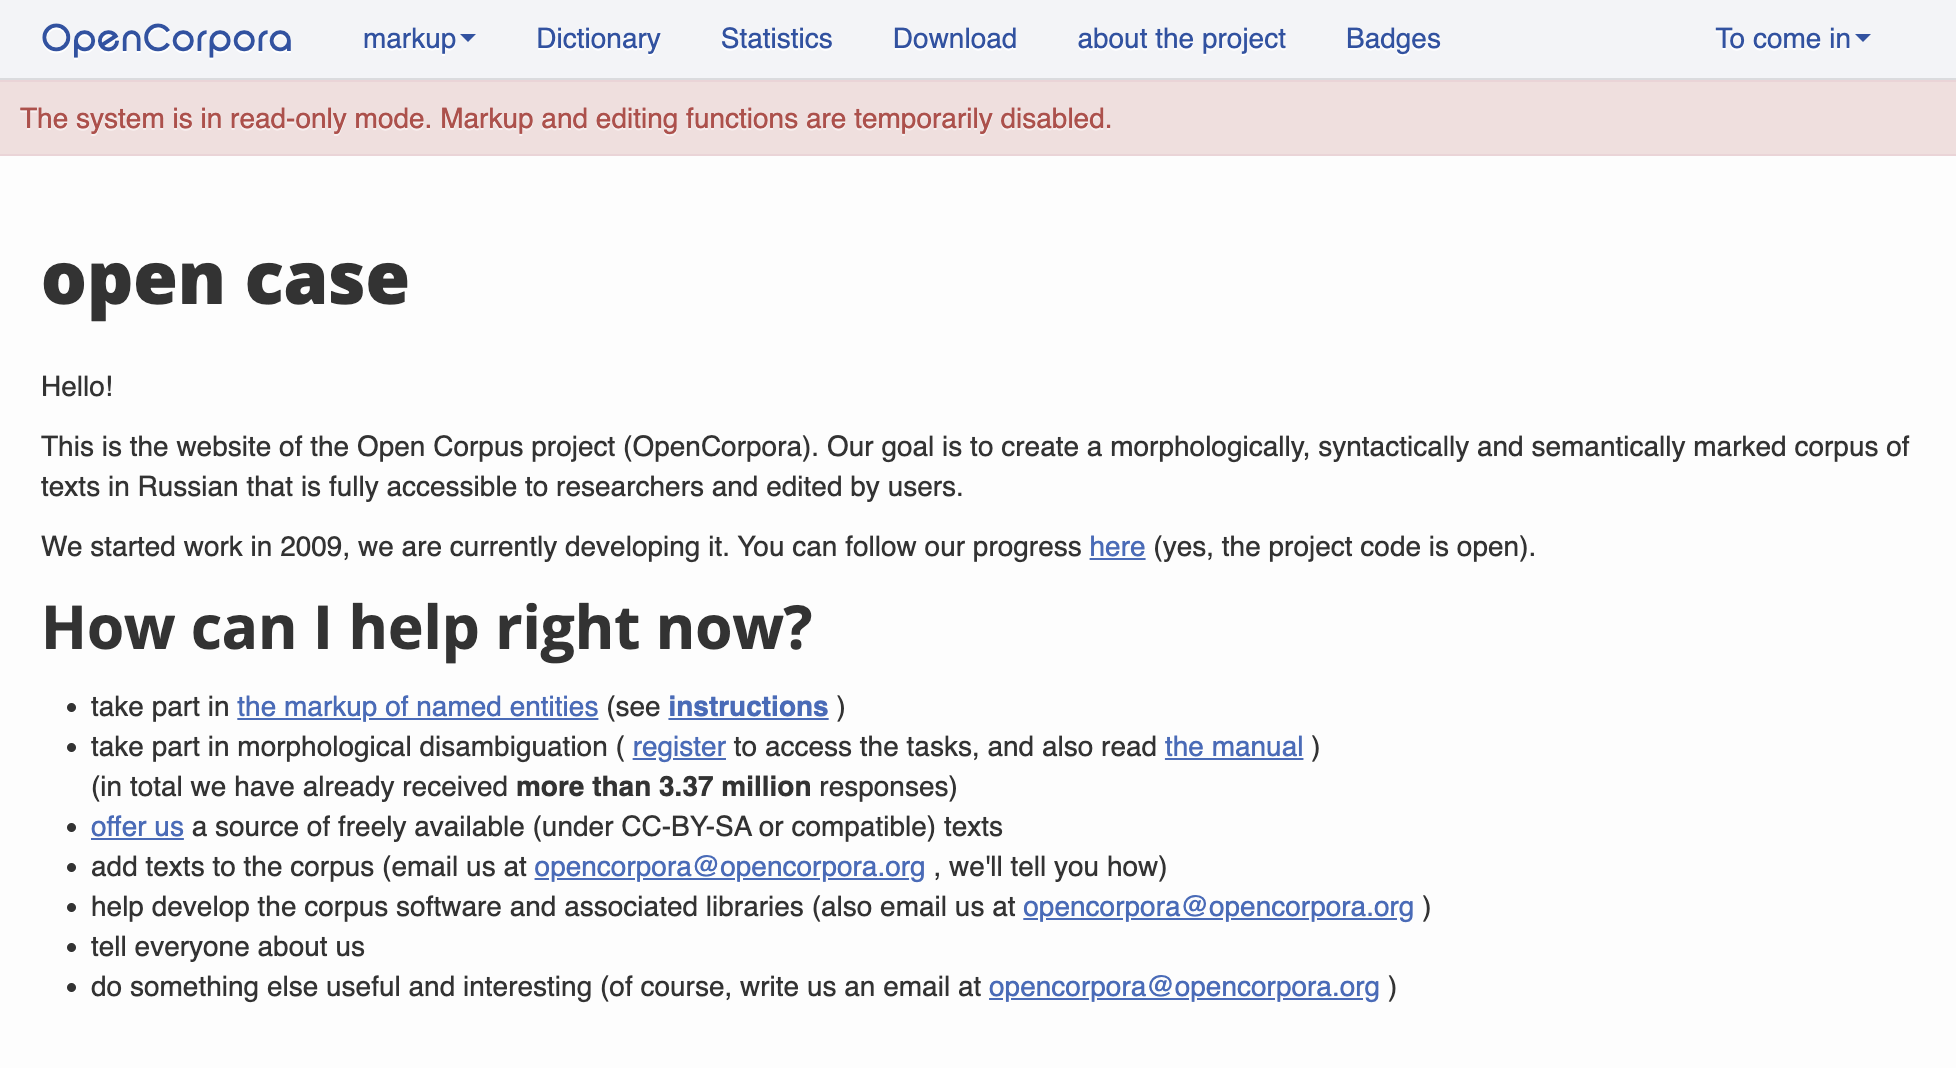 OpenCorpora markup Dictionary Statistics Download about the project Badges To come in
The system is in read-only mode. Markup and editing functions are temporarily disabled.
open case
Hello!
This is the website of the Open Corpus project (OpenCorpora). Our goal is to create a morphologically, syntactically and semantically marked corpus of
texts in Russian that is fully accessible to researchers and edited by users.
We started work in 2009, we are currently developing it. You can follow our progress here (yes, the project code is open).
How can I help right now?
• take part in the markup of named entities (see instructions )
• take part in morphological disambiguation ( register to access the tasks, and also read the manual )
(in total we have already received more than 3.37 million responses)
• offer us a source of freely available (under CC-BY-SA or compatible) texts
• add texts to the corpus (email us at opencorpora@opencorpora.org , we'll tell you how)
• help develop the corpus software and associated libraries (also email us at opencorpora@opencorpora.org )
• tell everyone about us
• do something else useful and interesting (of course, write us an email at opencorpora@opencorpora.org )